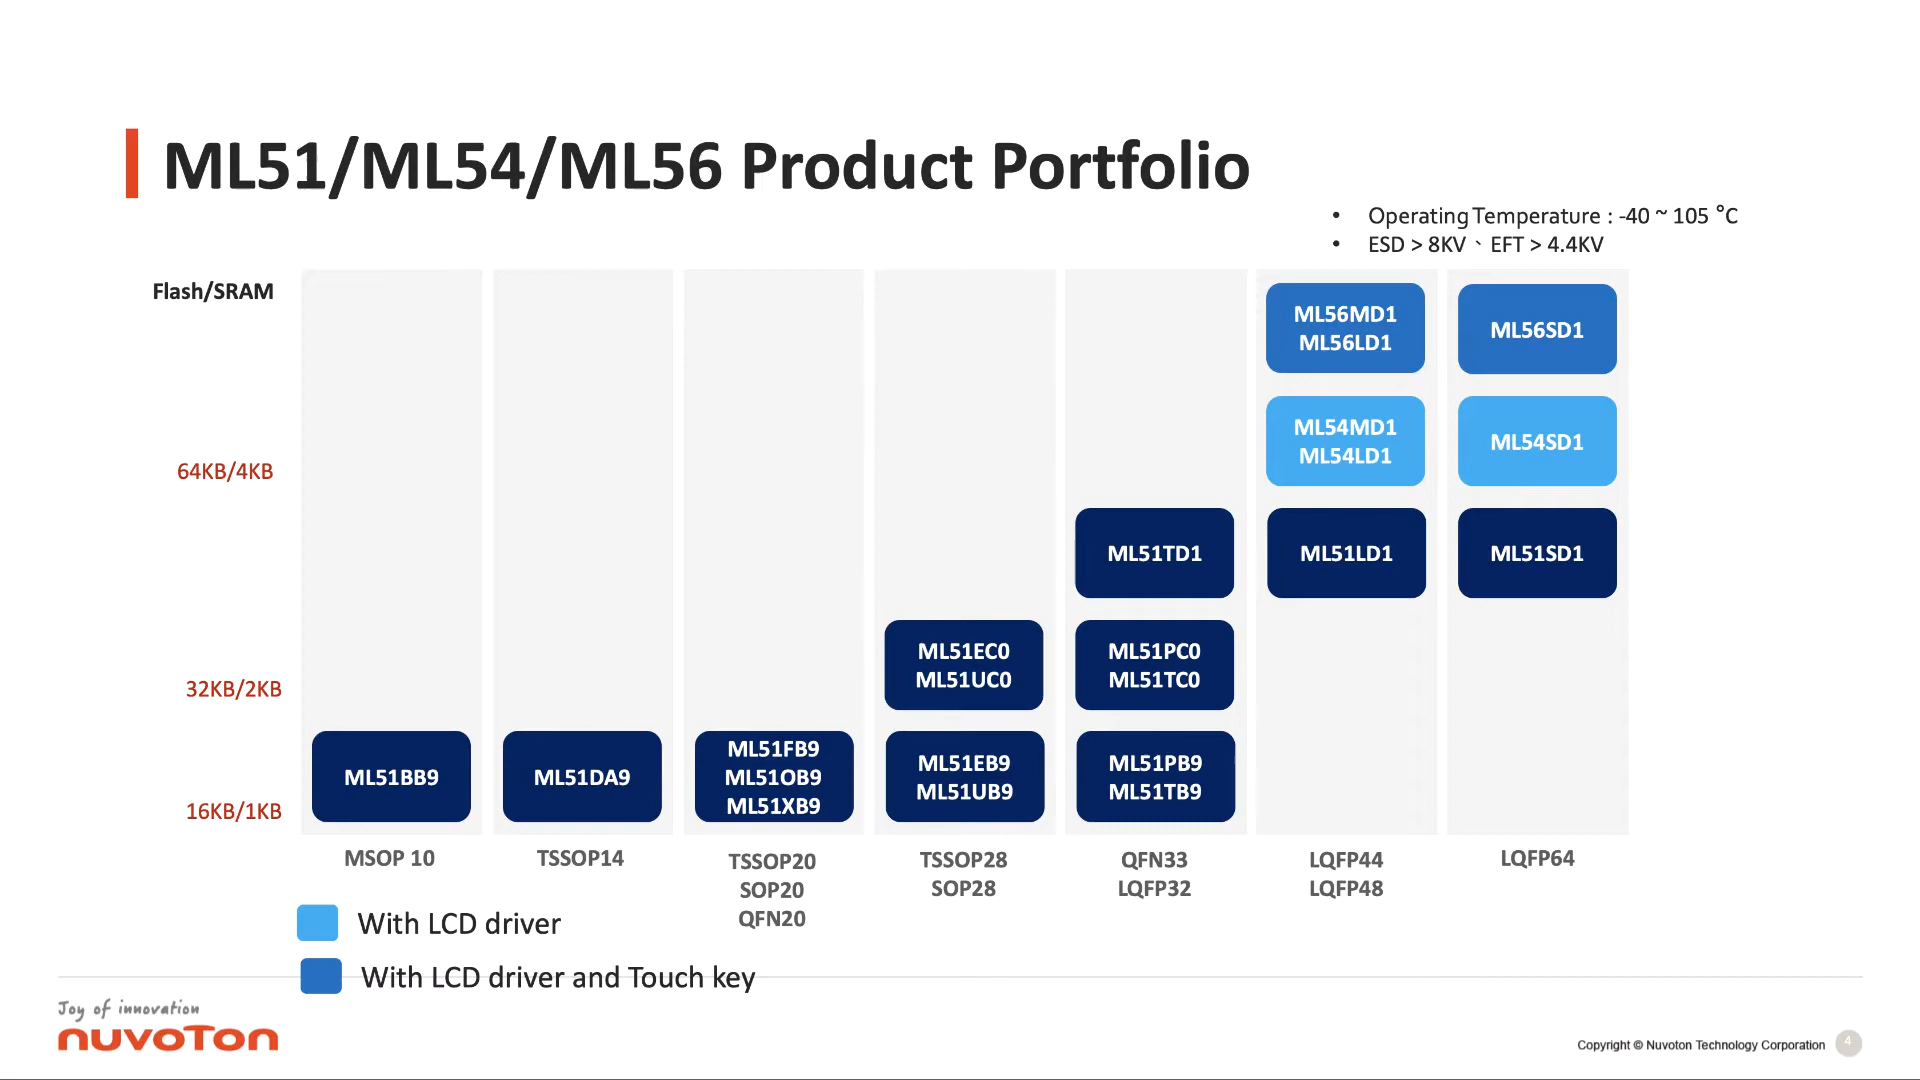 ML51/ML54/ML56 Product Portfolio
• Operating Temperature : -40 ~ 105 °C
• ESD > 8KV、EFT > 4.4KV
Flash/SRAM
ML56MD1
ML56LD1
ML56SD1
64KB/4KB
ML54MD1
ML54LD1
ML54SD1
ML51TD1
ML51LD1
ML51SD1
32KB/2KB
ML51EC0
ML51UC0
ML51PC0
ML51TC0
16KB/1KB
ML51BB9
ML51DA9
ML51FB9
ML51OB9
ML51XB9
ML51EB9
ML51UB9
ML51PB9
ML51TB9
MSOP 10
TSSOP14
TSSOP20
SOP20
QFN20
TSSOP28
SOP28
QFN33
LQFP32
LQFP44
LQFP48
LQFP64
With LCD driver
With LCD driver and Touch key
Joy of innovation
nuvoTon
Copyright © Nuvoton Technology Corporation
4